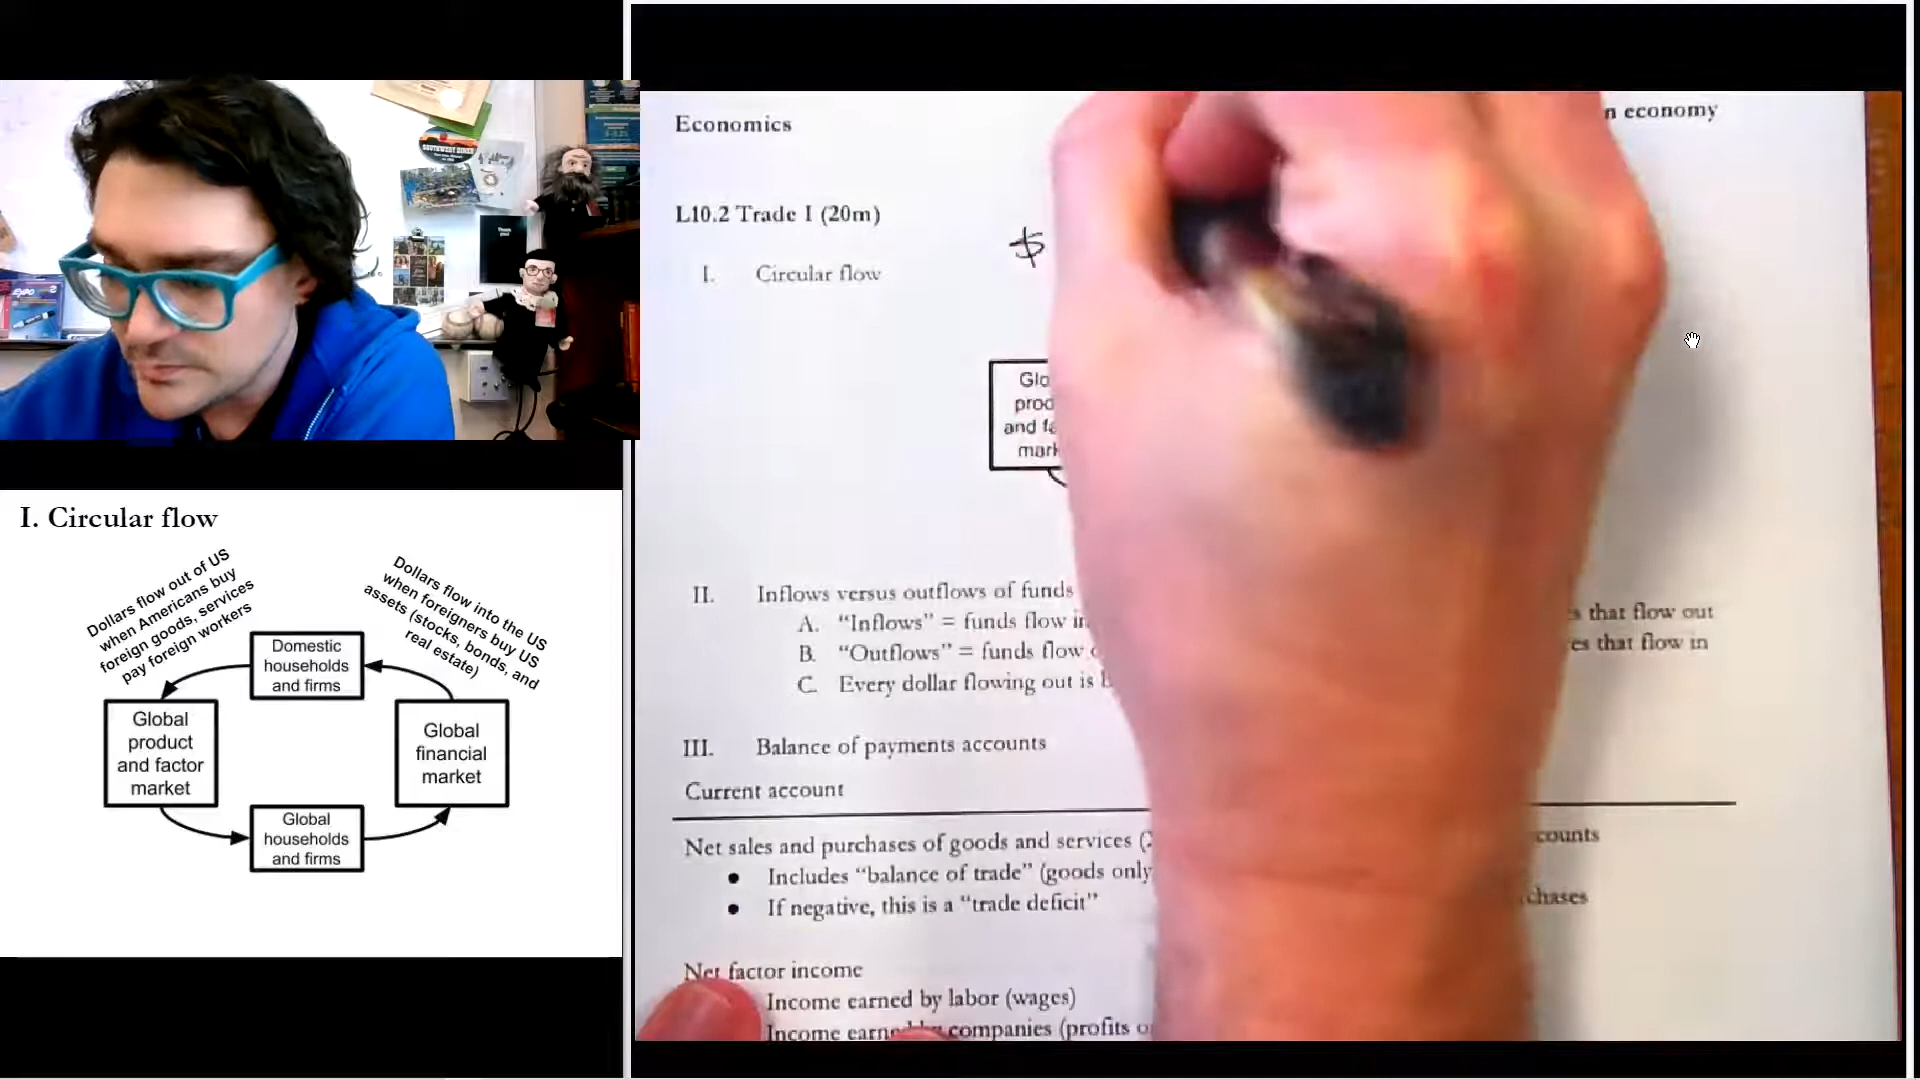 SOUTHWEST DINER
EXPO
I. Circular flow
Dollars flow out of US
when Americans buy
foreign goods, services
pay foreign workers
Dollars flow into the US
when foreigners buy US
assets (stocks, bonds, and
real estate)
Domestic
households
and firms
Global
product
and factor
market
Global
financial
market
Global
households
and firms
Economics
n economy
L10.2 Trade I (20m)
$
I. Circular flow
Glo
prod
and fa
mark
II. Inflows versus outflows of funds
A. “Inflows” = funds flow in
s that flow out
B. “Outflows” = funds flow
es that flow in
C. Every dollar flowing out is
III. Balance of payments accounts
Current account
Net sales and purchases of goods and services (
counts
• Includes “balance of trade” (goods only
chases
• If negative, this is a “trade deficit”
Net factor income
Income earned by labor (wages)
Income earned by companies (profits o